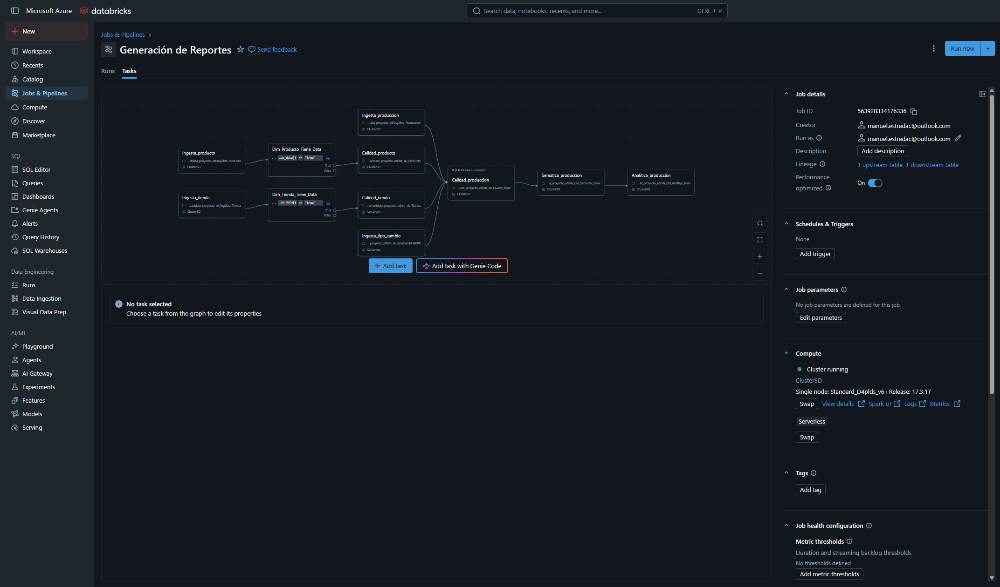 Microsoft Azure databricks
Search data, notebooks, recents, and more... CTRL + P
New
Workspace
Recents
Catalog
Jobs & Pipelines
Compute
Discover
Marketplace
SQL
SQL Editor
Queries
Dashboards
Genie Agents
Alerts
Query History
SQL Warehouses
Data Engineering
Runs
Data Ingestion
Visual Data Prep
AI/ML
Playground
Agents
AI Gateway
Experiments
Features
Models
Serving
Jobs & Pipelines ›
Generación de Reportes Send feedback
Run now
Runs Tasks
Ingesta_produccion
...ata_proyecto_etl/Ing2brz_Produccion
ClusterSD
Ingesta_producto
...rtdata_proyecto_etl/Ing2brz_Producto
ClusterSD
Dim_Producto_Tiene_Data
...as_data}} == "true"
True
False
Calidad_producto
...artdata_proyecto_etl/str_slv_Producto
ClusterSD
Ingesta_tienda
...artdata_proyecto_etl/Ing2brz_Tienda
ClusterSD
Dim_Tienda_Tiene_Data
...as_data}} == "true"
True
False
Calidad_tienda
...smartdata_proyecto_etl/str_slv_Tienda
Serverless
Ingesta_tipo_cambio
...proyecto_etl/str_slv_tipoCambioBCRP
Serverless
If at least one succeeded
Calidad_produccion
...ata_proyecto_etl/str_slv_Quality_layer
ClusterSD
Sematica_produccion
...a_proyecto_etl/str_gld_Semantic_layer
ClusterSD
Analitica_produccion
...ta_proyecto_etl/str_gld_Analityc_layer
ClusterSD
+ Add task Add task with Genie Code
No task selected
Choose a task from the graph to edit its properties
Job details
Job ID 563928334176336
Creator manuel.estradac@outlook.com
Run as manuel.estradac@outlook.com
Description Add description
Lineage 1 upstream table, 1 downstream table
Performance
optimized On
Schedules & Triggers
None
Add trigger
Job parameters
No job parameters are defined for this job
Edit parameters
Compute
Cluster running
ClusterSD
Single node: Standard_D4plds_v6 · Release: 17.3.17
Swap View details Spark UI Logs Metrics
Serverless
Swap
Tags
Add tag
Job health configuration
Metric thresholds
Duration and streaming backlog thresholds
No thresholds defined
Add metric thresholds